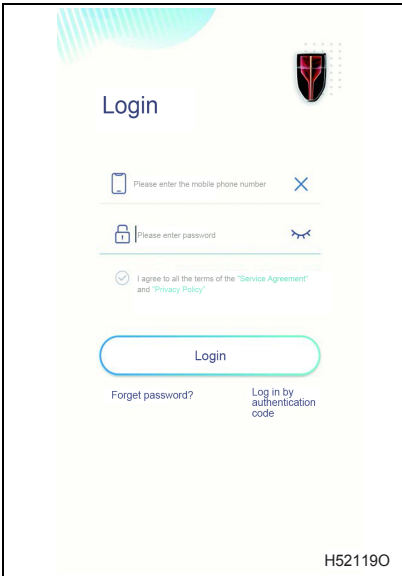 Login
Please enter the mobile phone number
Please enter password
I agree to all the terms of the "Service Agreement"
and "Privacy Policy"
Login
Forget password?
Log in by
authentication
code
H52119O